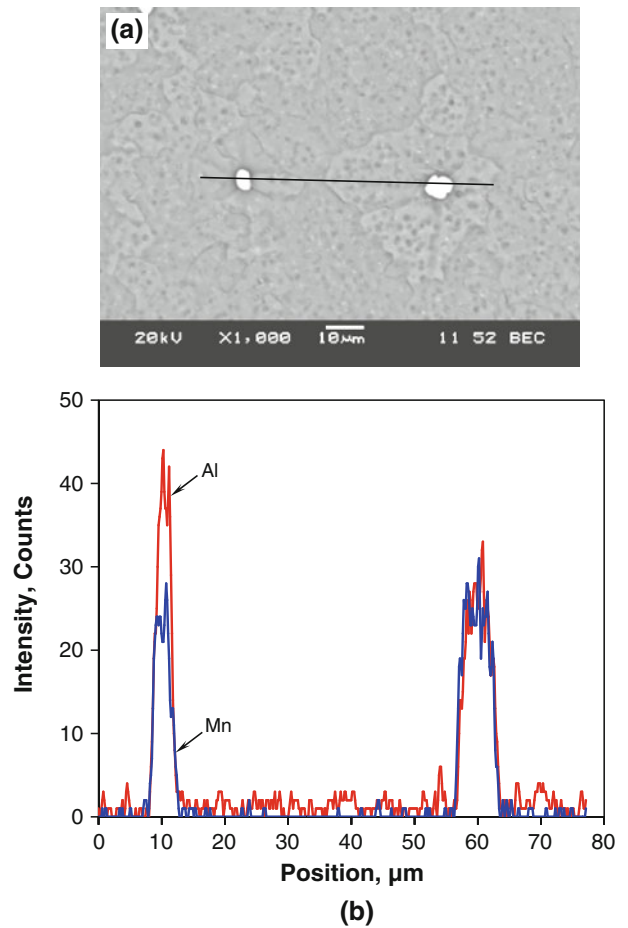 (a)
20kV X1,000 10µm 11 52 BEC
50
40
30
20
10
0
Intensity, Counts
Al
Mn
0 10 20 30 40 50 60 70 80
Position, µm
(b)